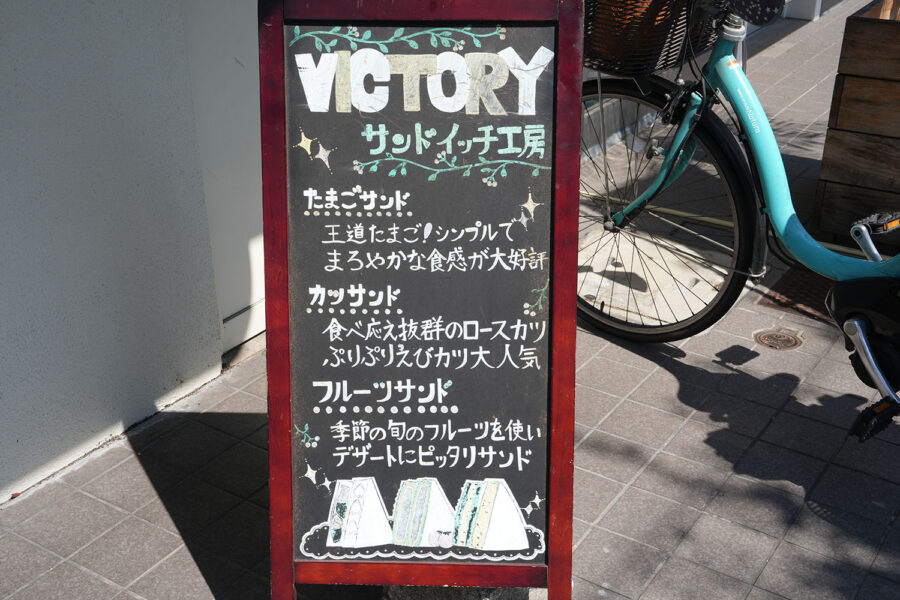 VICTORY
サンドイッチ工房
たまごサンド
王道たまご!シンプルで
まろやかな食感が大好評
カツサンド
食べ応え抜群のロースカツ
ぷりぷりえびカツ大人気
フルーツサンド
季節の旬のフルーツを使い
デザートにピッタリサンド